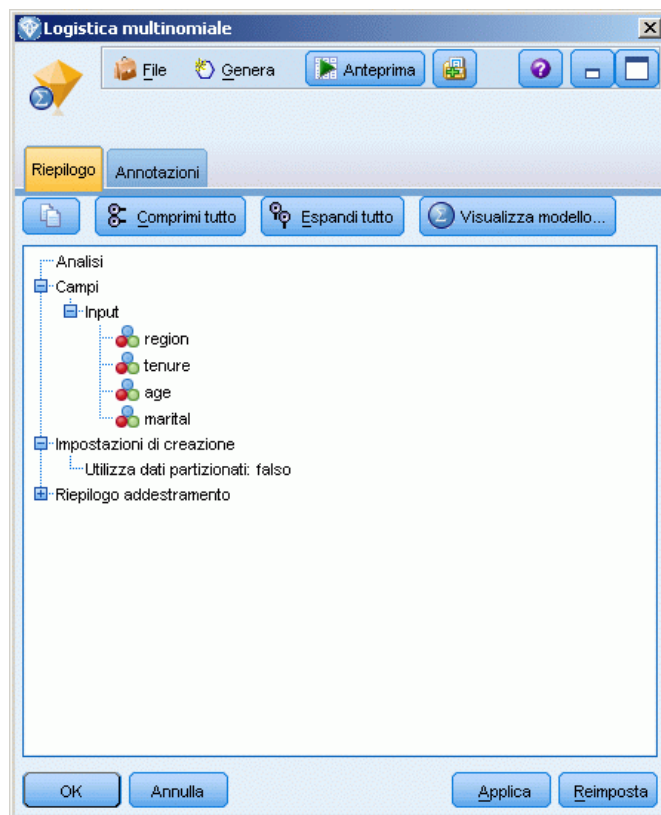 Logistica multinomiale
File Genera Anteprima
Riepilogo Annotazioni
Comprimi tutto Espandi tutto Visualizza modello...
Analisi
Campi
Input
region
tenure
age
marital
Impostazioni di creazione
Utilizza dati partizionati: falso
Riepilogo addestramento
OK Annulla Applica Reimposta